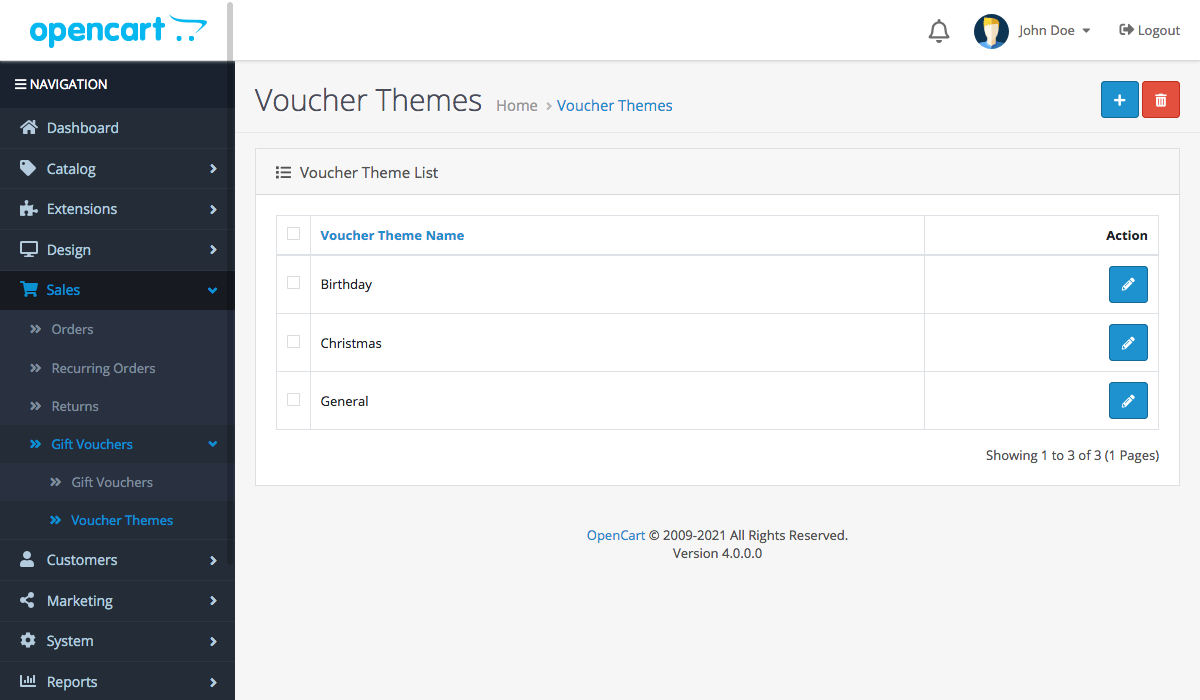 opencart
John Doe
Logout
NAVIGATION
Dashboard
Catalog
Extensions
Design
Sales
Orders
Recurring Orders
Returns
Gift Vouchers
Gift Vouchers
Voucher Themes
Customers
Marketing
System
Reports
Voucher Themes
Home › Voucher Themes
Voucher Theme List
Voucher Theme Name Action
Birthday
Christmas
General
Showing 1 to 3 of 3 (1 Pages)
OpenCart © 2009-2021 All Rights Reserved.
Version 4.0.0.0